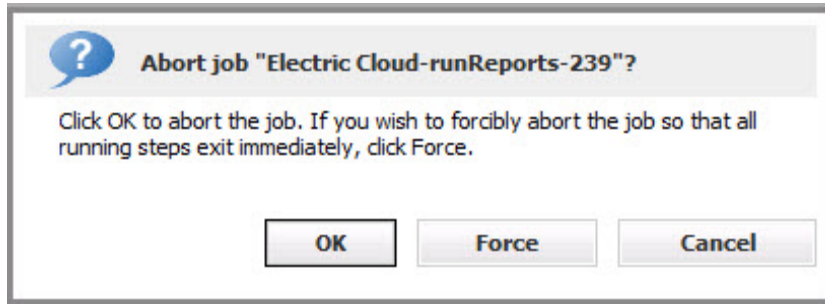 Abort job "Electric Cloud-runReports-239"?
Click OK to abort the job. If you wish to forcibly abort the job so that all
running steps exit immediately, click Force.
OK Force Cancel